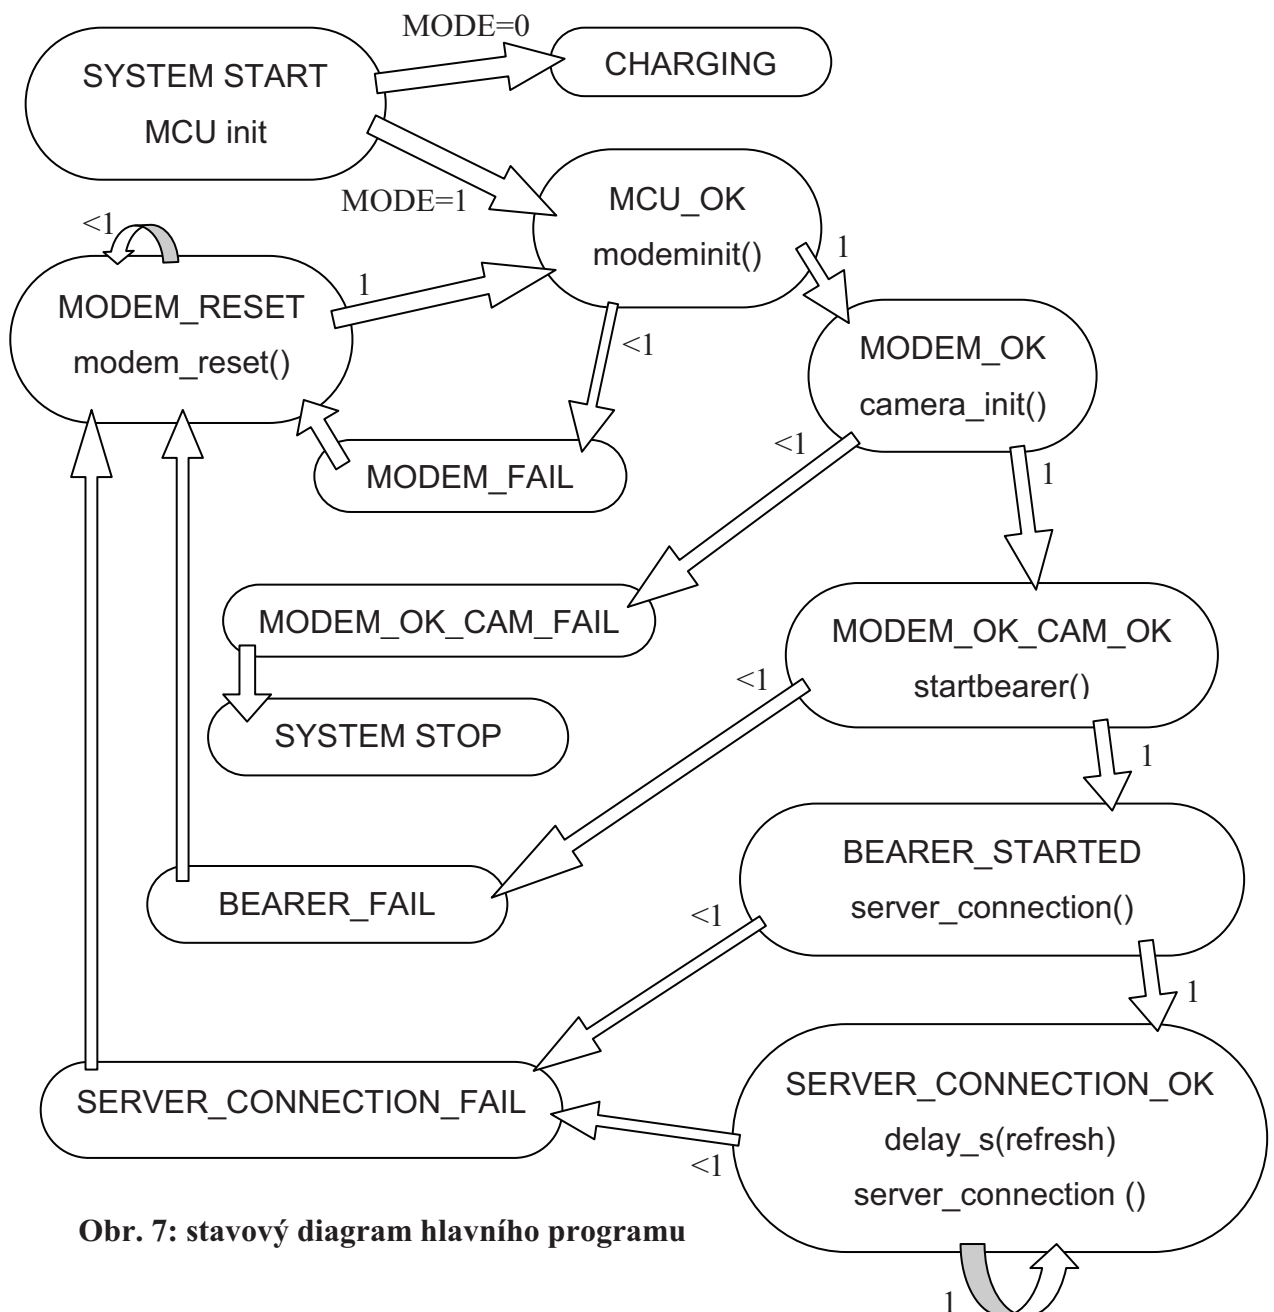 MODE=0
SYSTEM START
MCU init
CHARGING
MODE=1
MCU_OK
modeminit()
<1
MODEM_RESET
modem_reset()
1
1
<1
MODEM_OK
camera_init()
MODEM_FAIL
<1
1
MODEM_OK_CAM_FAIL
MODEM_OK_CAM_OK
startbearer()
<1
SYSTEM STOP
1
BEARER_STARTED
server_connection()
BEARER_FAIL
<1
1
SERVER_CONNECTION_FAIL
SERVER_CONNECTION_OK
delay_s(refresh)
server_connection ()
<1
Obr. 7: stavový diagram hlavního programu
1